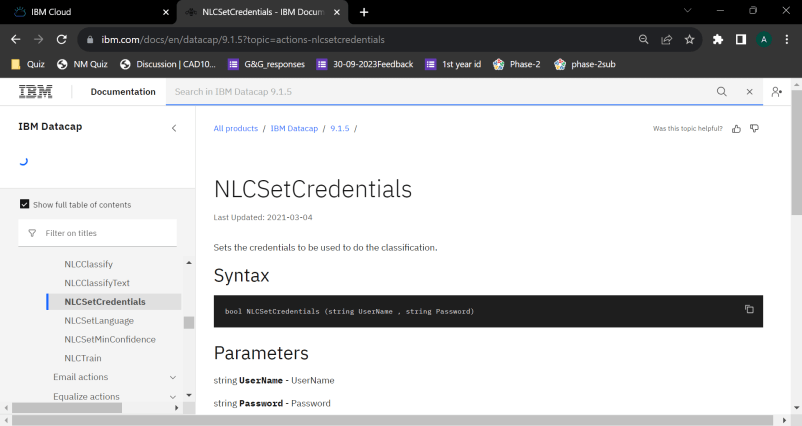 IBM Cloud
NLCSetCredentials - IBM Docum
ibm.com/docs/en/datacap/9.1.5?topic=actions-nlcsetcredentials
A
Quiz
NM Quiz
Discussion | CAD10...
G&G_responses
30-09-2023Feedback
1st year id
Phase-2
phase-2sub
IBM
Documentation
Search in IBM Datacap 9.1.5
IBM Datacap
All products / IBM Datacap / 9.1.5 /
Was this topic helpful?
Show full table of contents
Filter on titles
NLCClassify
NLCClassifyText
NLCSetCredentials
NLCSetLanguage
NLCSetMinConfidence
NLCTrain
Email actions
Equalize actions
NLCSetCredentials
Last Updated: 2021-03-04
Sets the credentials to be used to do the classification.
Syntax
bool NLCSetCredentials (string UserName , string Password)
Parameters
string UserName - UserName
string Password - Password